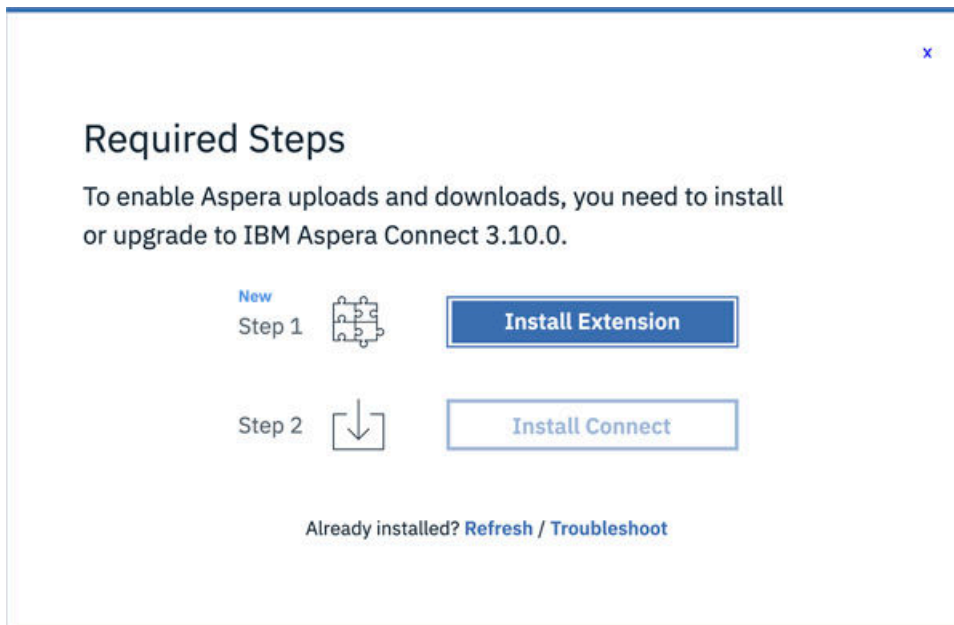 x
Required Steps
To enable Aspera uploads and downloads, you need to install
or upgrade to IBM Aspera Connect 3.10.0.
New
Step 1
Install Extension
Step 2
Install Connect
Already installed? Refresh / Troubleshoot